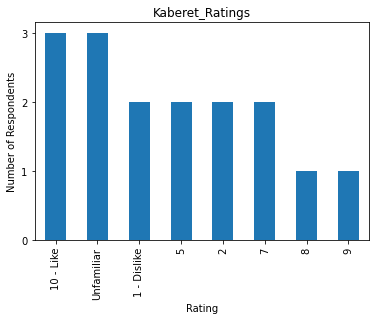 Kaberet_Ratings
Number of Respondents
3
2
1
0
10 - Like
Unfamiliar
1 - Dislike
5
2
7
8
9
Rating